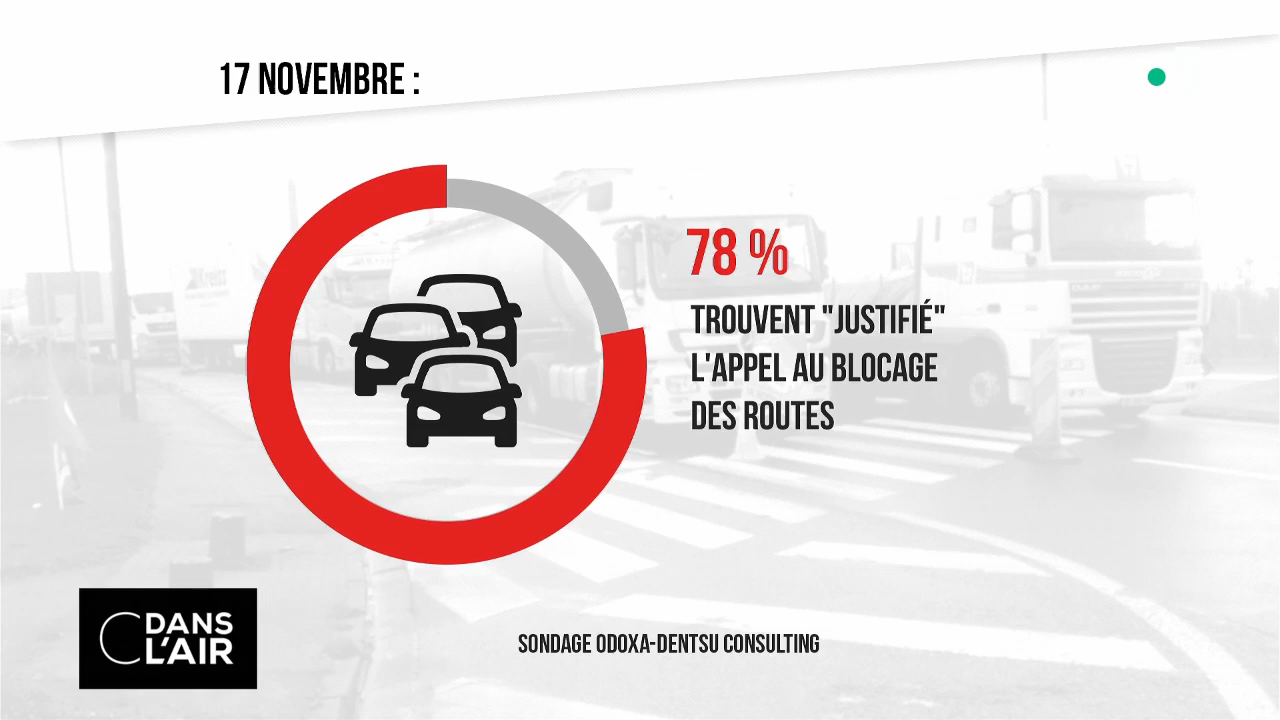 17 NOVEMBRE :
78 %
TROUVENT "JUSTIFIÉ"
L'APPEL AU BLOCAGE
DES ROUTES
SONDAGE ODOXA-DENTSU CONSULTING
C DANS
L'AIR